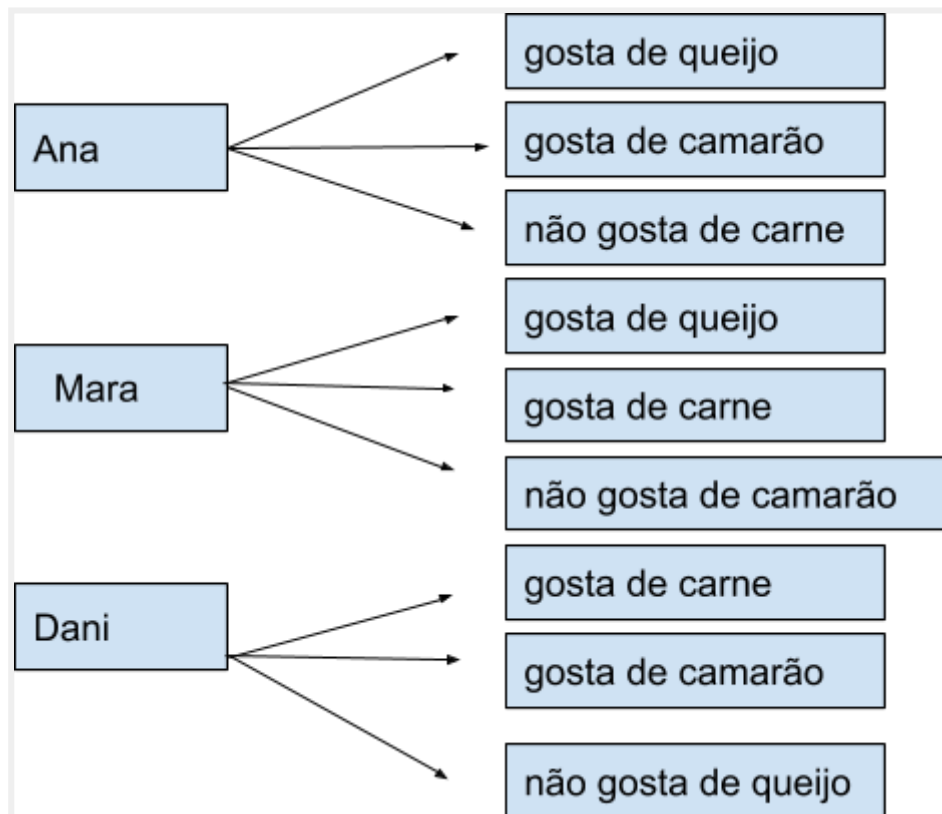 Ana
gosta de queijo
gosta de camarão
não gosta de carne
Mara
gosta de queijo
gosta de carne
não gosta de camarão
Dani
gosta de carne
gosta de camarão
não gosta de queijo